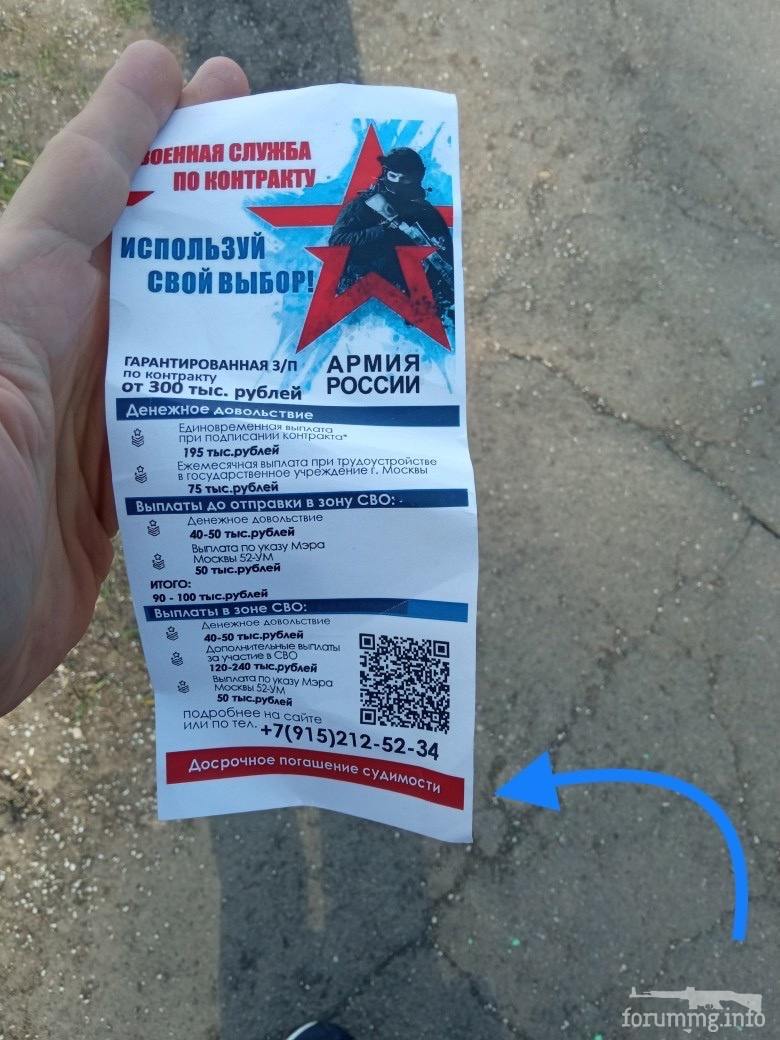 ВОЕННАЯ СЛУЖБА
ПО КОНТРАКТУ
ИСПОЛЬЗУЙ
СВОЙ ВЫБОР!
АРМИЯ
РОССИИ
ГАРАНТИРОВАННАЯ З/П
по контракту
от 300 тыс. рублей
Денежное довольствие
Единовременная выплата
при подписании контракта*
195 тыс.рублей
Ежемесячная выплата при трудоустройстве
в государственное учреждение г. Москвы
75 тыс.рублей
Выплаты до отправки в зону СВО: -
Денежное довольствие
40-50 тыс.рублей
Выплата по указу Мэра
Москвы 52-УМ
50 тыс.рублей
ИТОГО:
90 - 100 тыс.рублей
Выплаты в зоне СВО:
Денежное довольствие
40-50 тыс.рублей
Дополнительные выплаты
за участие в СВО
120-240 тыс.рублей
Выплата по указу Мэра
Москвы 52-УМ
50 тыс.рублей
подробнее на сайте
или по тел. +7(915)212-52-34
Досрочное погашение судимости
forummg.info